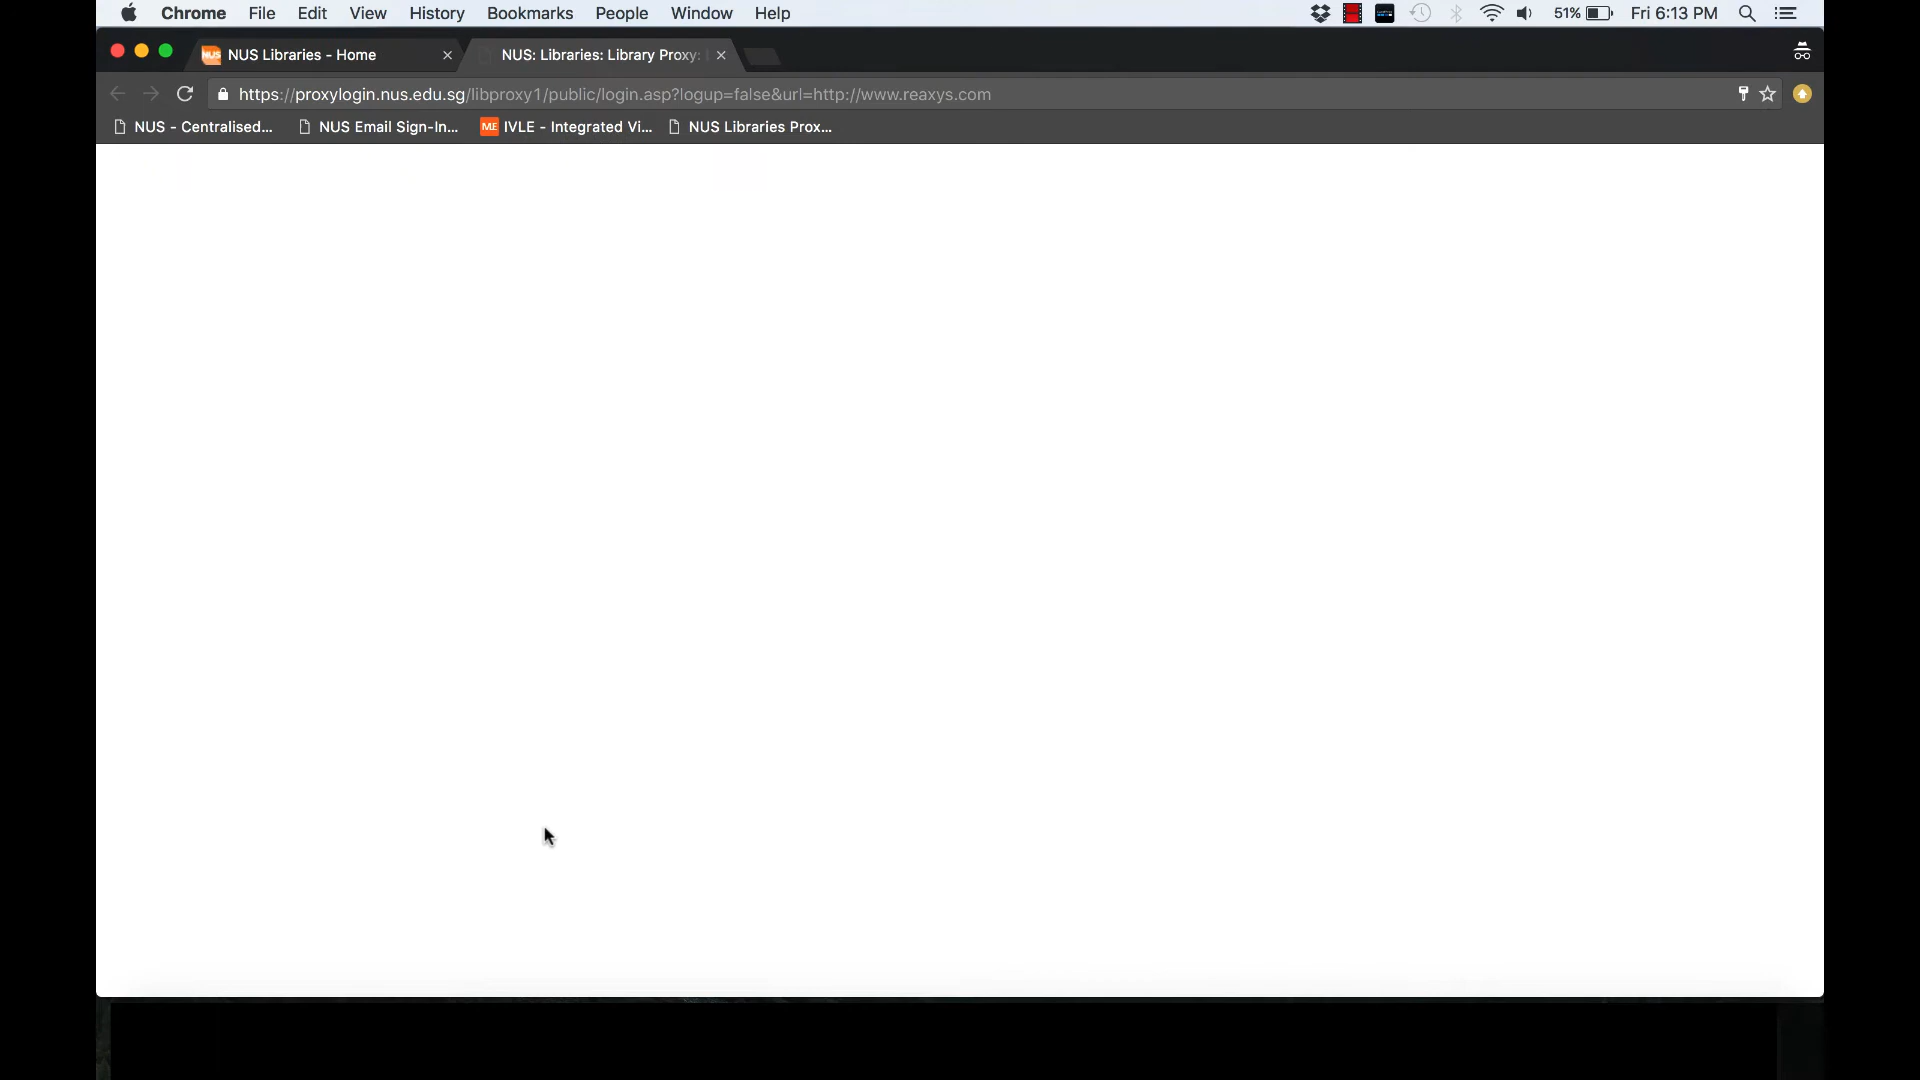 Chrome File Edit View History Bookmarks People Window Help 51% Fri 6:13 PM
NUS NUS Libraries - Home NUS: Libraries: Library Proxy:
https://proxylogin.nus.edu.sg/libproxy1/public/login.asp?logup=false&url=http://www.reaxys.com
NUS - Centralised... NUS Email Sign-In... ME IVLE - Integrated Vi... NUS Libraries Prox...